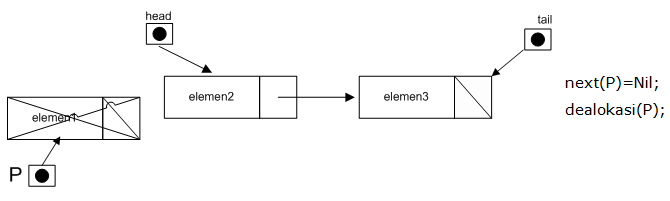 head
tail
elemen1
elemen2
elemen3
next(P)=Nil;
dealokasi(P);
P